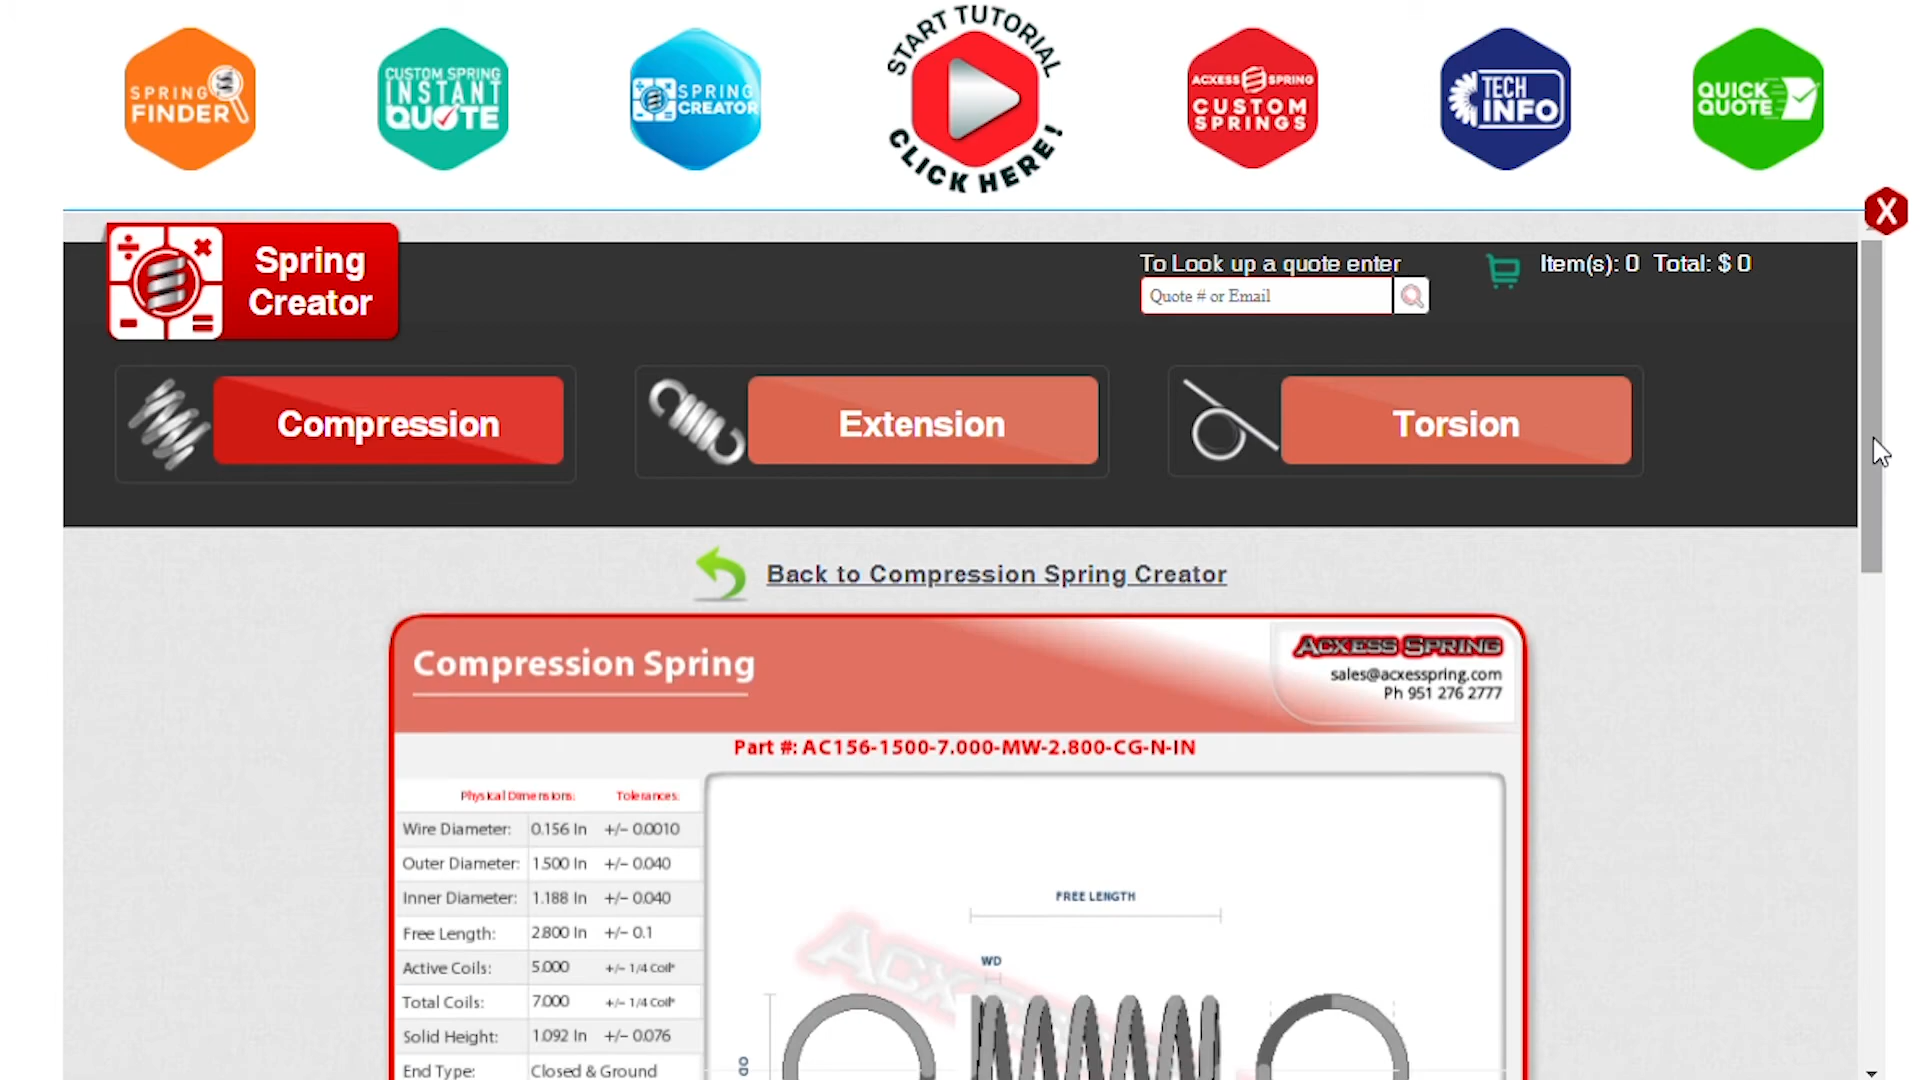 SPRING
FINDER
CUSTOM SPRING
INSTANT
QUOTE
SPRING
CREATOR
START TUTORIAL
CLICK HERE!
ACXESS SPRING
CUSTOM
SPRINGS
TECH
INFO
QUICK
QUOTE
X
Spring
Creator
To Look up a quote enter
Quote # or Email
Item(s): 0 Total: $ 0
Compression
Extension
Torsion
Back to Compression Spring Creator
Compression Spring
ACXESS SPRING
sales@acxesspring.com
Ph 951 276 2777
Part #: AC156-1500-7.000-MW-2.800-CG-N-IN
Physical Dimensions: Tolerances:
Wire Diameter: 0.156 In +/- 0.0010
Outer Diameter: 1.500 In +/- 0.040
Inner Diameter: 1.188 In +/- 0.040
Free Length: 2.800 In +/- 0.1
Active Coils: 5.000 +/- 1/4 Coil*
Total Coils: 7.000 +/- 1/4 Coil*
Solid Height: 1.092 In +/- 0.076
End Type: Closed & Ground
FREE LENGTH
WD
OD